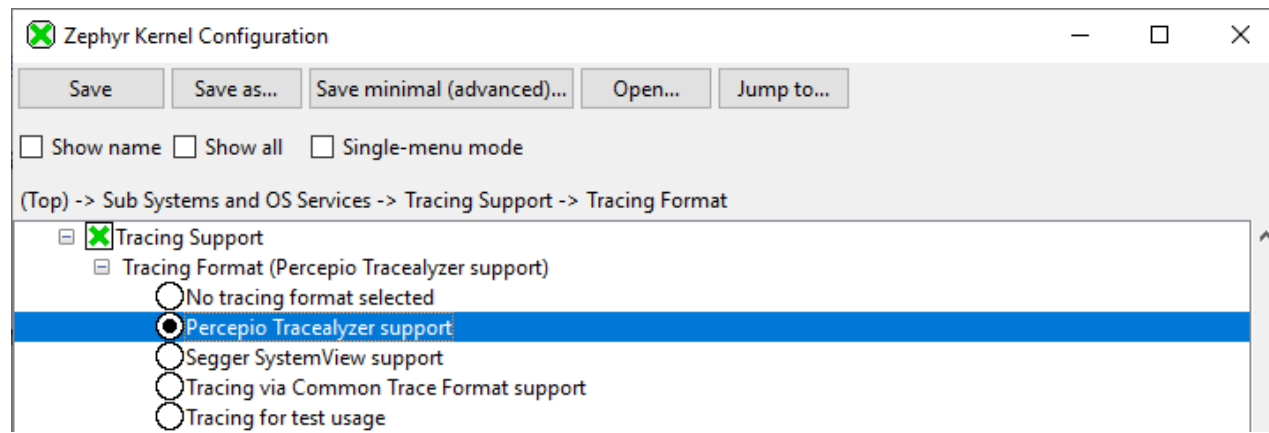 Zephyr Kernel Configuration
Save Save as... Save minimal (advanced)... Open... Jump to...
Show name Show all Single-menu mode
(Top) -> Sub Systems and OS Services -> Tracing Support -> Tracing Format
Tracing Support
Tracing Format (Percepio Tracealyzer support)
No tracing format selected
Percepio Tracealyzer support
Segger SystemView support
Tracing via Common Trace Format support
Tracing for test usage